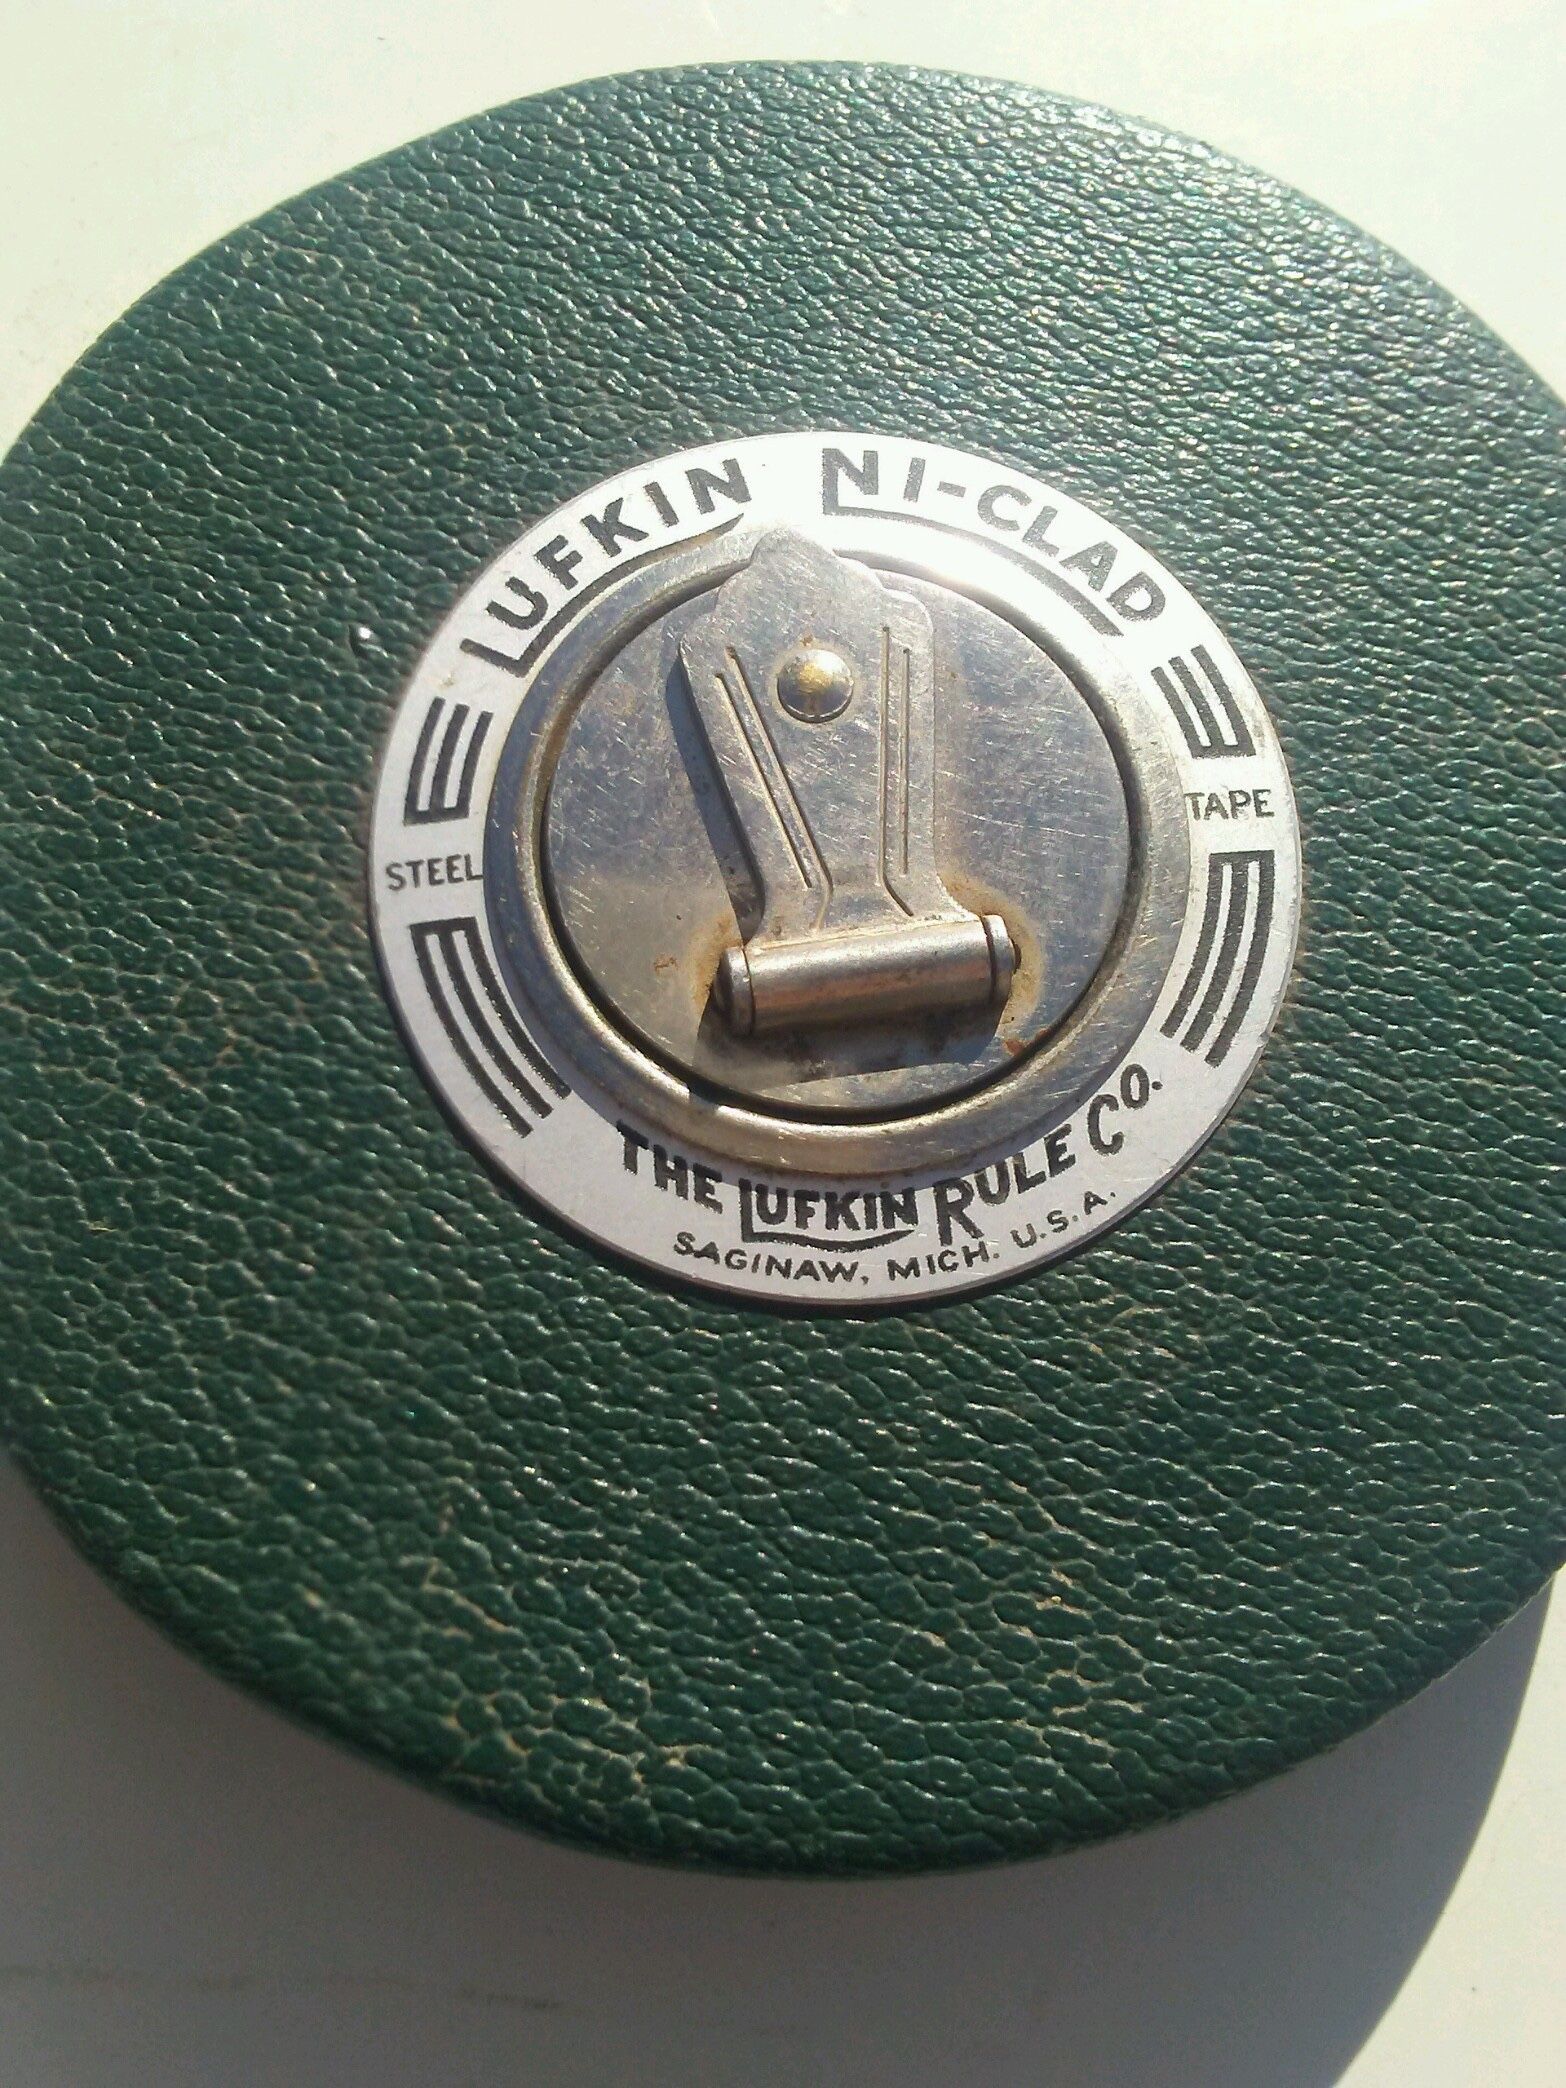 LUFKIN NI-CLAD
STEEL TAPE
THE LUFKIN RULE CO.
SAGINAW, MICH. U.S.A.